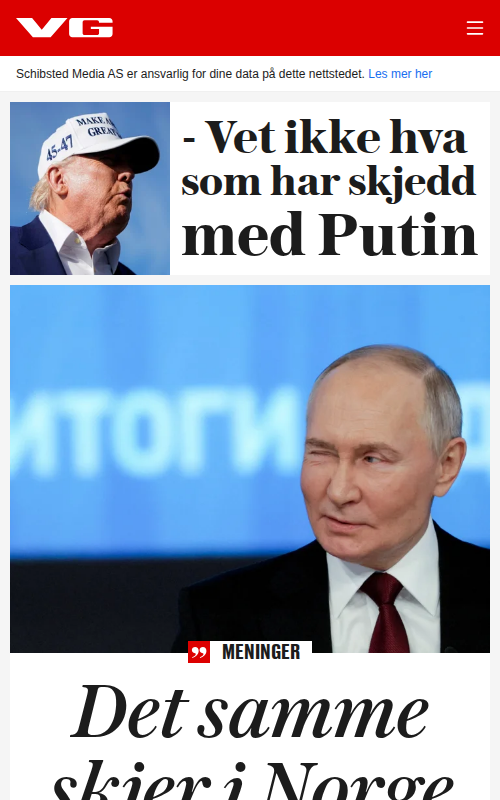 VG
Schibsted Media AS er ansvarlig for dine data på dette nettstedet. Les mer her
MAKE A
GREAT
45-47
- Vet ikke hva
som har skjedd
med Putin
ИТОГИ
MENINGER
Det samme
skjer i Norge